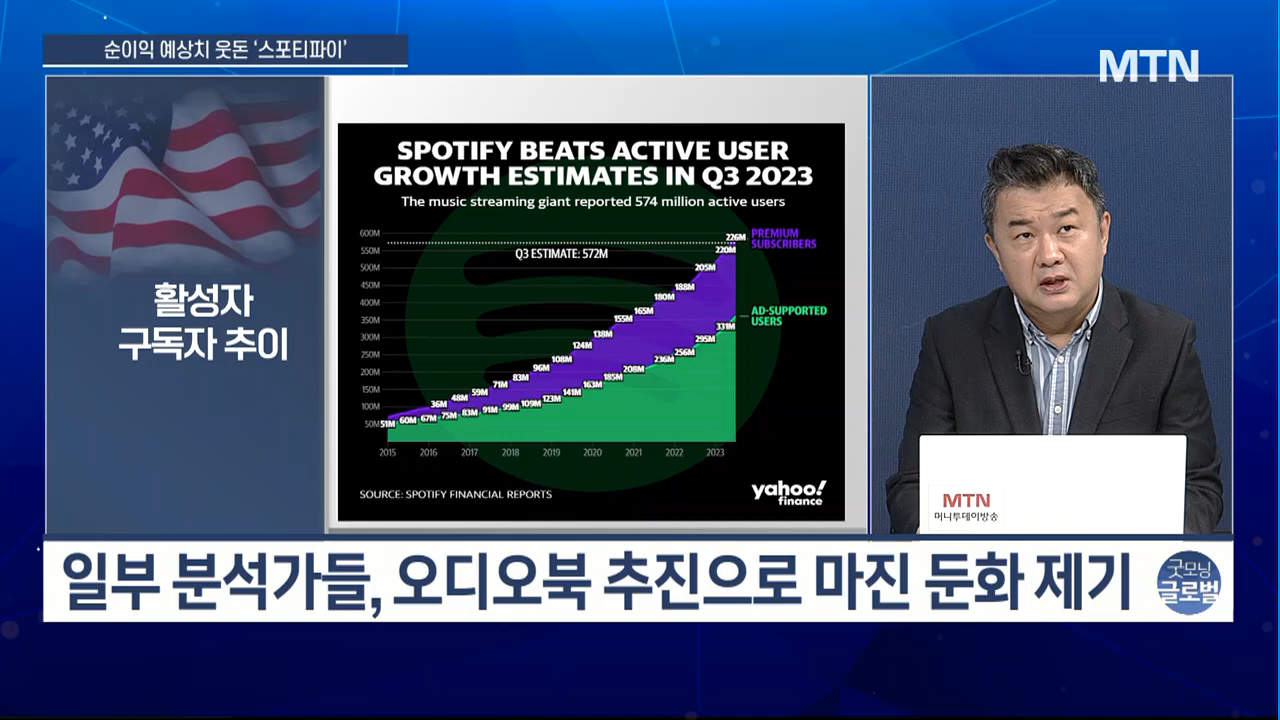 순이익 예상치 웃돈 '스포티파이'
MTN
활성자
구독자 추이
SPOTIFY BEATS ACTIVE USER
GROWTH ESTIMATES IN Q3 2023
The music streaming giant reported 574 million active users
600M
550M
500M
450M
400M
350M
300M
250M
200M
150M
100M
50M
Q3 ESTIMATE: 572M
PREMIUM
SUBSCRIBERS
AD-SUPPORTED
USERS
36M 48M 59M 71M 83M 96M 108M 124M 138M 155M 165M 180M 188M 205M 220M 226M
51M 60M 67M 75M 83M 91M 99M 109M 123M 141M 163M 185M 208M 236M 256M 295M 331M
2015 2016 2017 2018 2019 2020 2021 2022 2023
SOURCE: SPOTIFY FINANCIAL REPORTS
yahoo!
finance
MTN
머니투데이방송
일부 분석가들, 오디오북 추진으로 마진 둔화 제기
굿모닝
글로벌